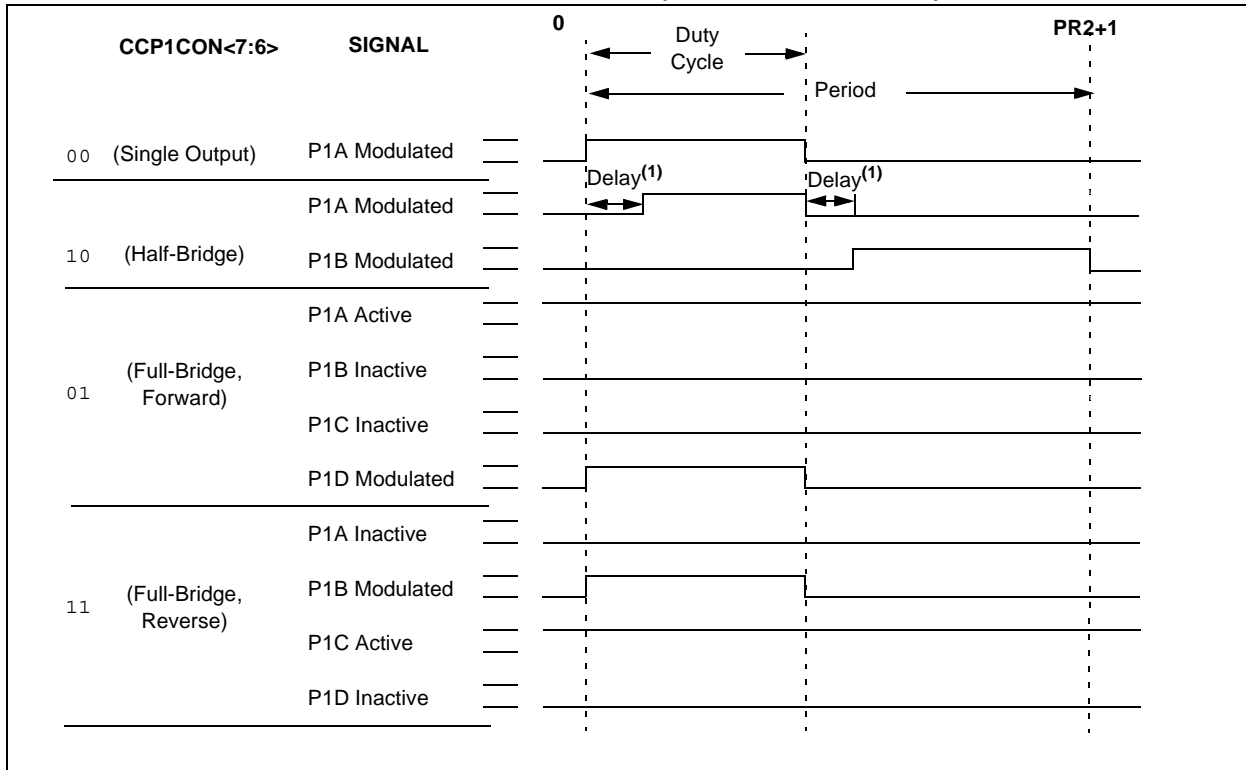 0
PR2+1
CCP1CON<7:6>
SIGNAL
Duty
Cycle
Period
00
(Single Output)
P1A Modulated
Delay(1)
Delay(1)
P1A Modulated
10
(Half-Bridge)
P1B Modulated
P1A Active
01
(Full-Bridge,
Forward)
P1B Inactive
P1C Inactive
P1D Modulated
P1A Inactive
11
(Full-Bridge,
Reverse)
P1B Modulated
P1C Active
P1D Inactive